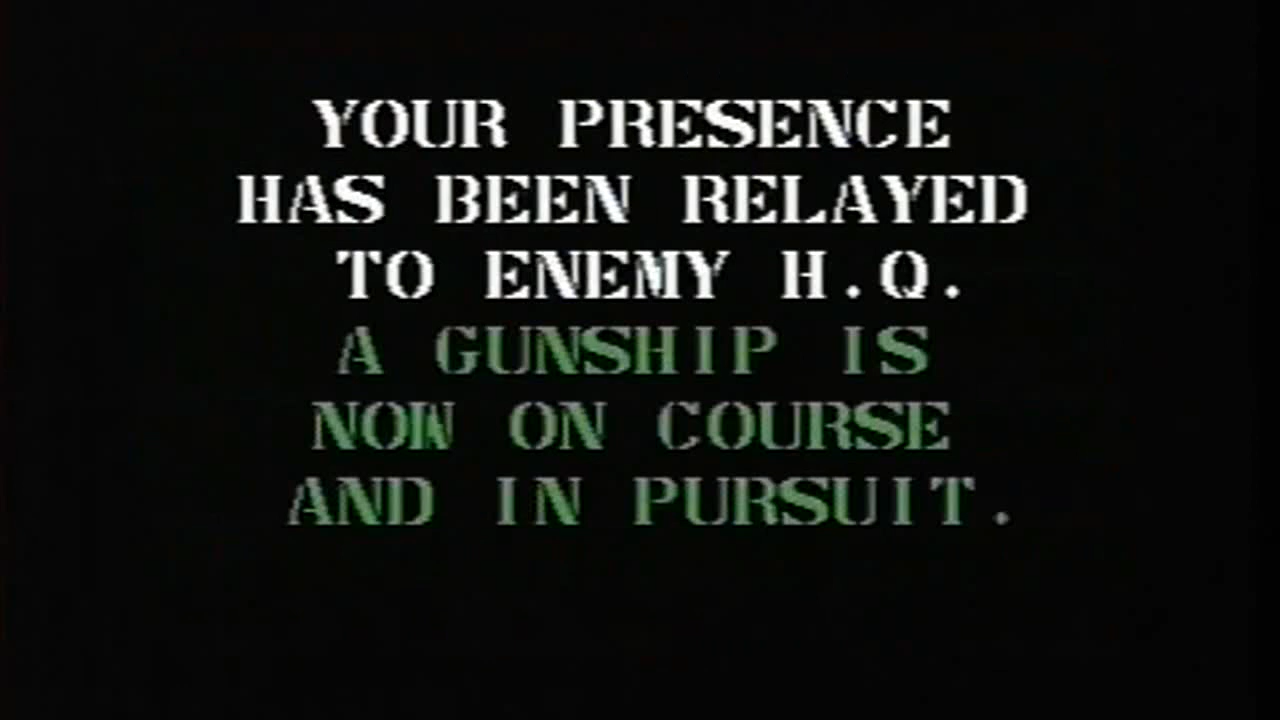 YOUR PRESENCE
HAS BEEN RELAYED
TO ENEMY H.Q.
A GUNSHIP IS
NOW ON COURSE
AND IN PURSUIT.